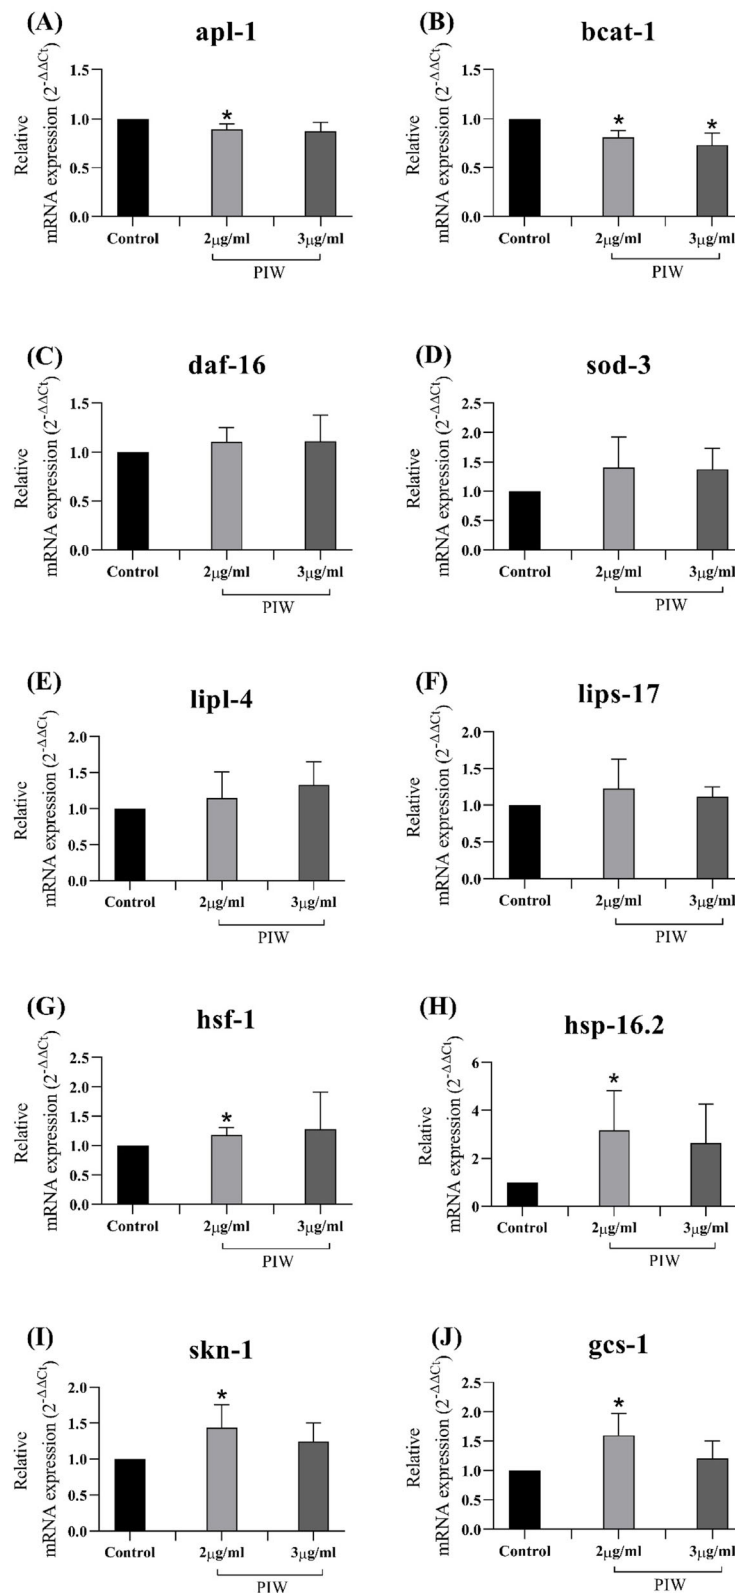 (A)
apl-1
Relative
mRNA expression (2-ΔΔCt)
1.5
1.0
0.5
0.0
*
Control
2µg/ml
3µg/ml
PIW
(B)
bcat-1
Relative
mRNA expression (2-ΔΔCt)
1.5
1.0
0.5
0.0
*
*
Control
2µg/ml
3µg/ml
PIW
(C)
daf-16
Relative
mRNA expression (2-ΔΔCt)
1.5
1.0
0.5
0.0
Control
2µg/ml
3µg/ml
PIW
(D)
sod-3
Relative
mRNA expression (2-ΔΔCt)
2.5
2.0
1.5
1.0
0.5
0.0
Control
2µg/ml
3µg/ml
PIW
(E)
lipl-4
Relative
mRNA expression (2-ΔΔCt)
2.0
1.5
1.0
0.5
0.0
Control
2µg/ml
3µg/ml
PIW
(F)
lips-17
Relative
mRNA expression (2-ΔΔCt)
2.0
1.5
1.0
0.5
0.0
Control
2µg/ml
3µg/ml
PIW
(G)
hsf-1
Relative
mRNA expression (2-ΔΔCt)
2.5
2.0
1.5
1.0
0.5
0.0
*
Control
2µg/ml
3µg/ml
PIW
(H)
hsp-16.2
Relative
mRNA expression (2-ΔΔCt)
6
4
2
0
*
Control
2µg/ml
3µg/ml
PIW
(I)
skn-1
Relative
mRNA expression (2-ΔΔCt)
2.0
1.5
1.0
0.5
0.0
*
Control
2µg/ml
3µg/ml
PIW
(J)
gcs-1
Relative
mRNA expression (2-ΔΔCt)
2.5
2.0
1.5
1.0
0.5
0.0
*
Control
2µg/ml
3µg/ml
PIW